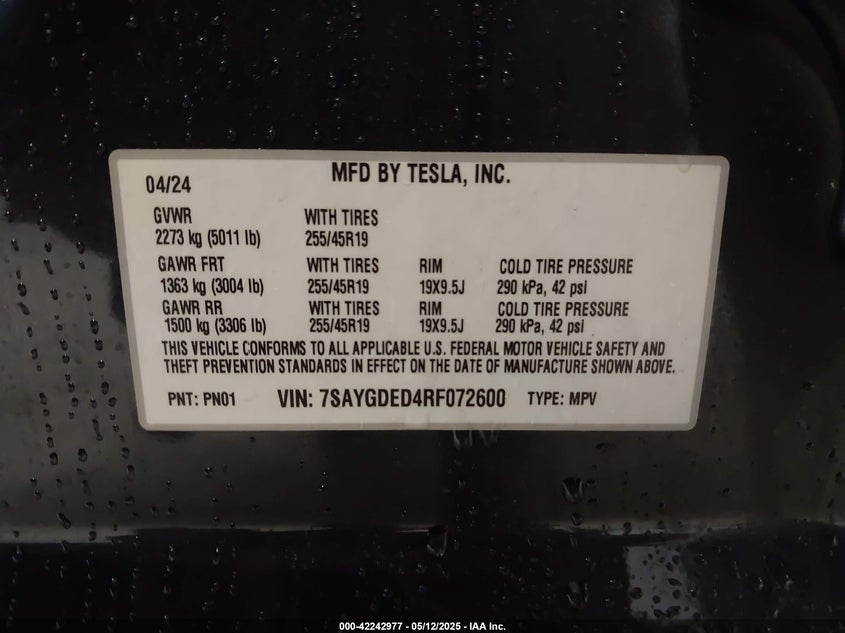 MFD BY TESLA, INC.
04/24
GVWR WITH TIRES
2273 kg (5011 lb) 255/45R19
GAWR FRT WITH TIRES RIM COLD TIRE PRESSURE
1363 kg (3004 lb) 255/45R19 19X9.5J 290 kPa, 42 psi
GAWR RR WITH TIRES RIM COLD TIRE PRESSURE
1500 kg (3306 lb) 255/45R19 19X9.5J 290 kPa, 42 psi
THIS VEHICLE CONFORMS TO ALL APPLICABLE U.S. FEDERAL MOTOR VEHICLE SAFETY AND
THEFT PREVENTION STANDARDS IN EFFECT ON THE DATE OF MANUFACTURE SHOWN ABOVE.
PNT: PN01 VIN: 7SAYGDED4RF072600 TYPE: MPV
000-42242977 - 05/12/2025 - IAA Inc.